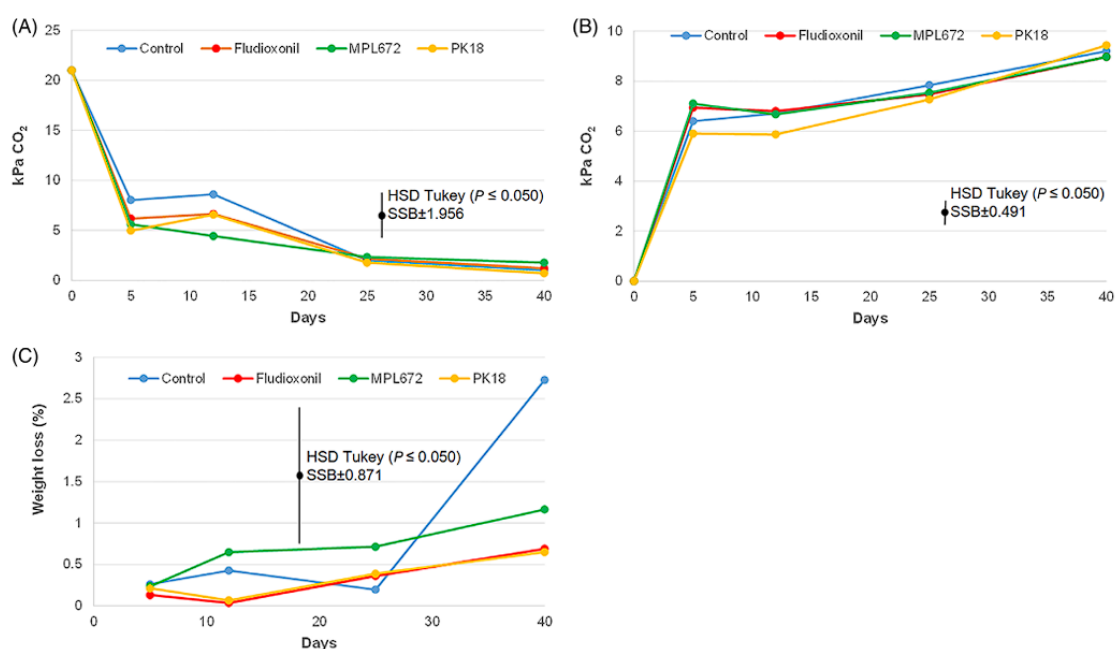 (A)
25
20
15
10
5
0
kPa CO₂
Control Fludioxonil MPL672 PK18
HSD Tukey (P ≤ 0.050)
SSB±1.956
0 5 10 15 20 25 30 35 40
Days
(B)
10
8
6
4
2
0
kPa CO₂
Control Fludioxonil MPL672 PK18
HSD Tukey (P ≤ 0.050)
SSB±0.491
0 5 10 15 20 25 30 35 40
Days
(C)
3
2.5
2
1.5
1
0.5
0
Weight loss (%)
Control Fludioxonil MPL672 PK18
HSD Tukey (P ≤ 0.050)
SSB±0.871
0 10 20 30 40
Days